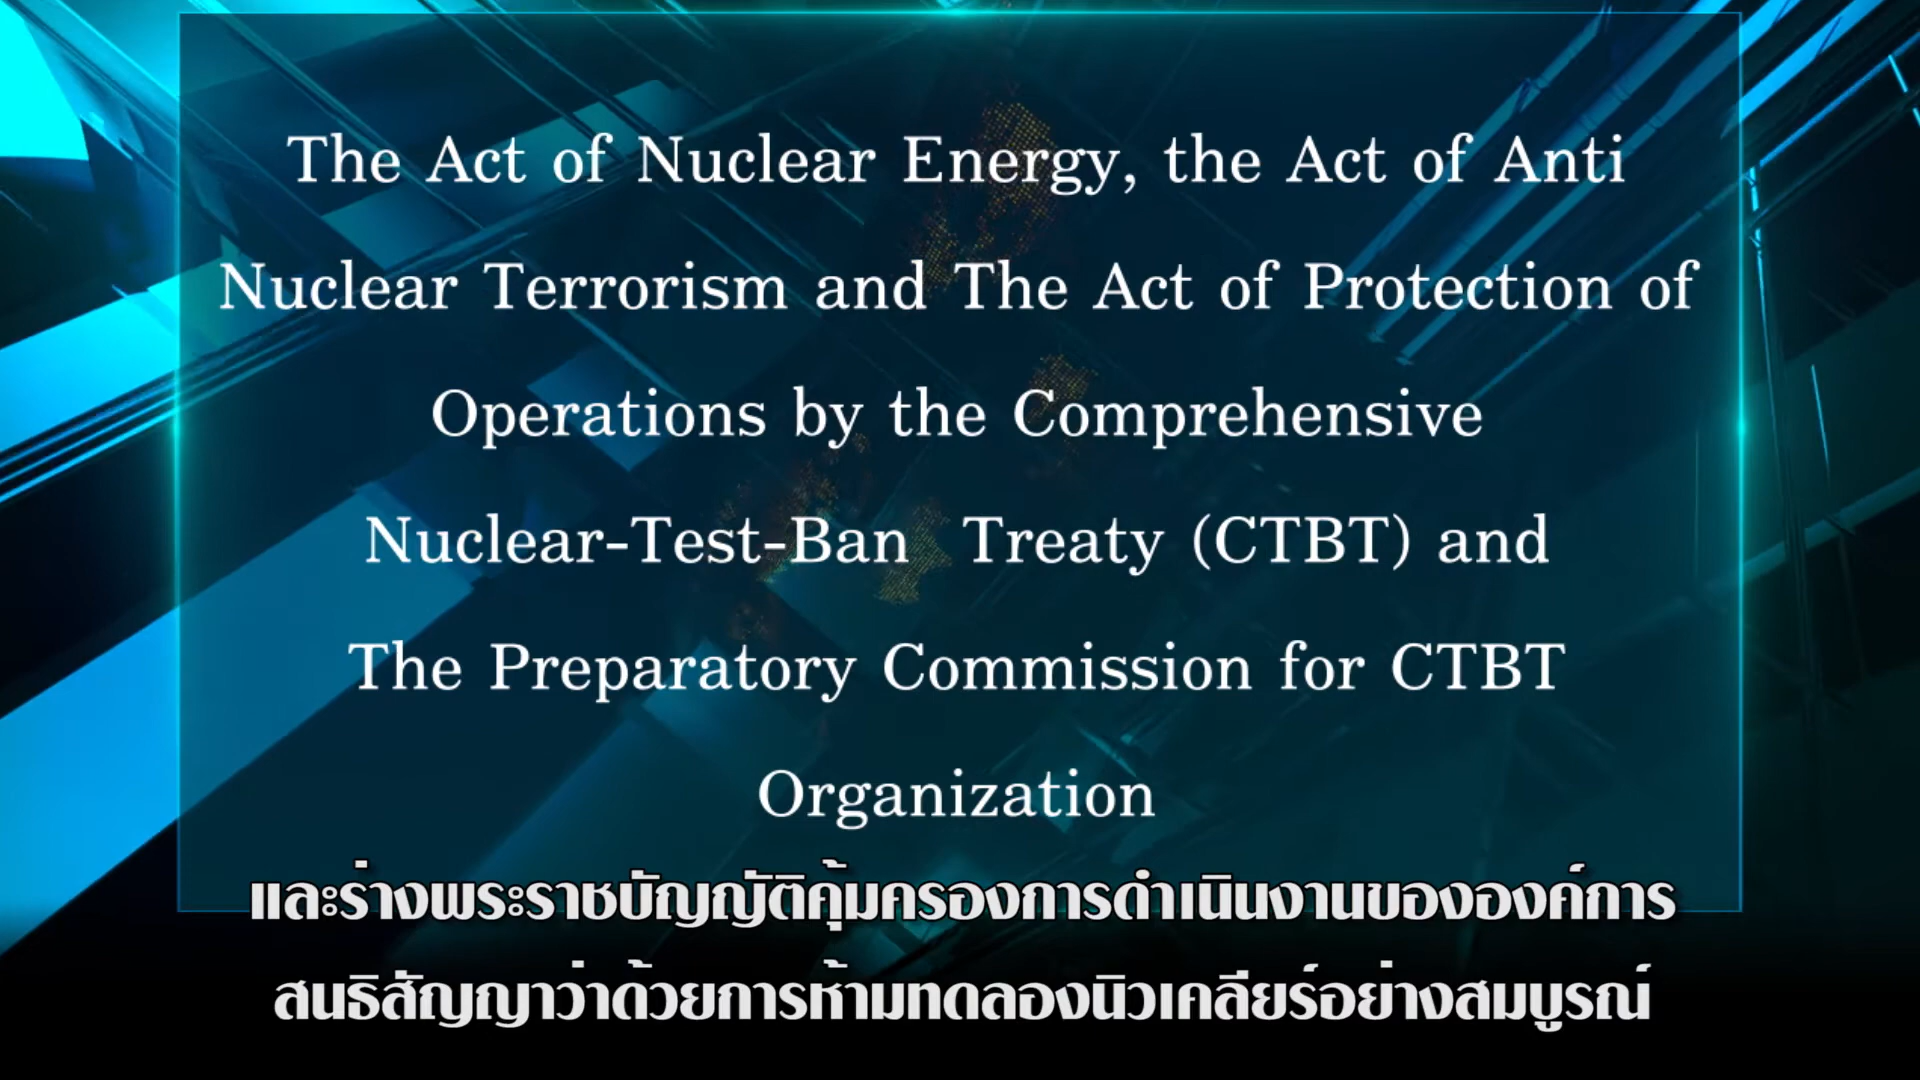 The Act of Nuclear Energy, the Act of Anti
Nuclear Terrorism and The Act of Protection of
Operations by the Comprehensive
Nuclear-Test-Ban Treaty (CTBT) and
The Preparatory Commission for CTBT
Organization
และร่างพระราชบัญญัติคุ้มครองการดำเนินงานขององค์การ
สนธิสัญญาว่าด้วยการห้ามทดลองนิวเคลียร์อย่างสมบูรณ์